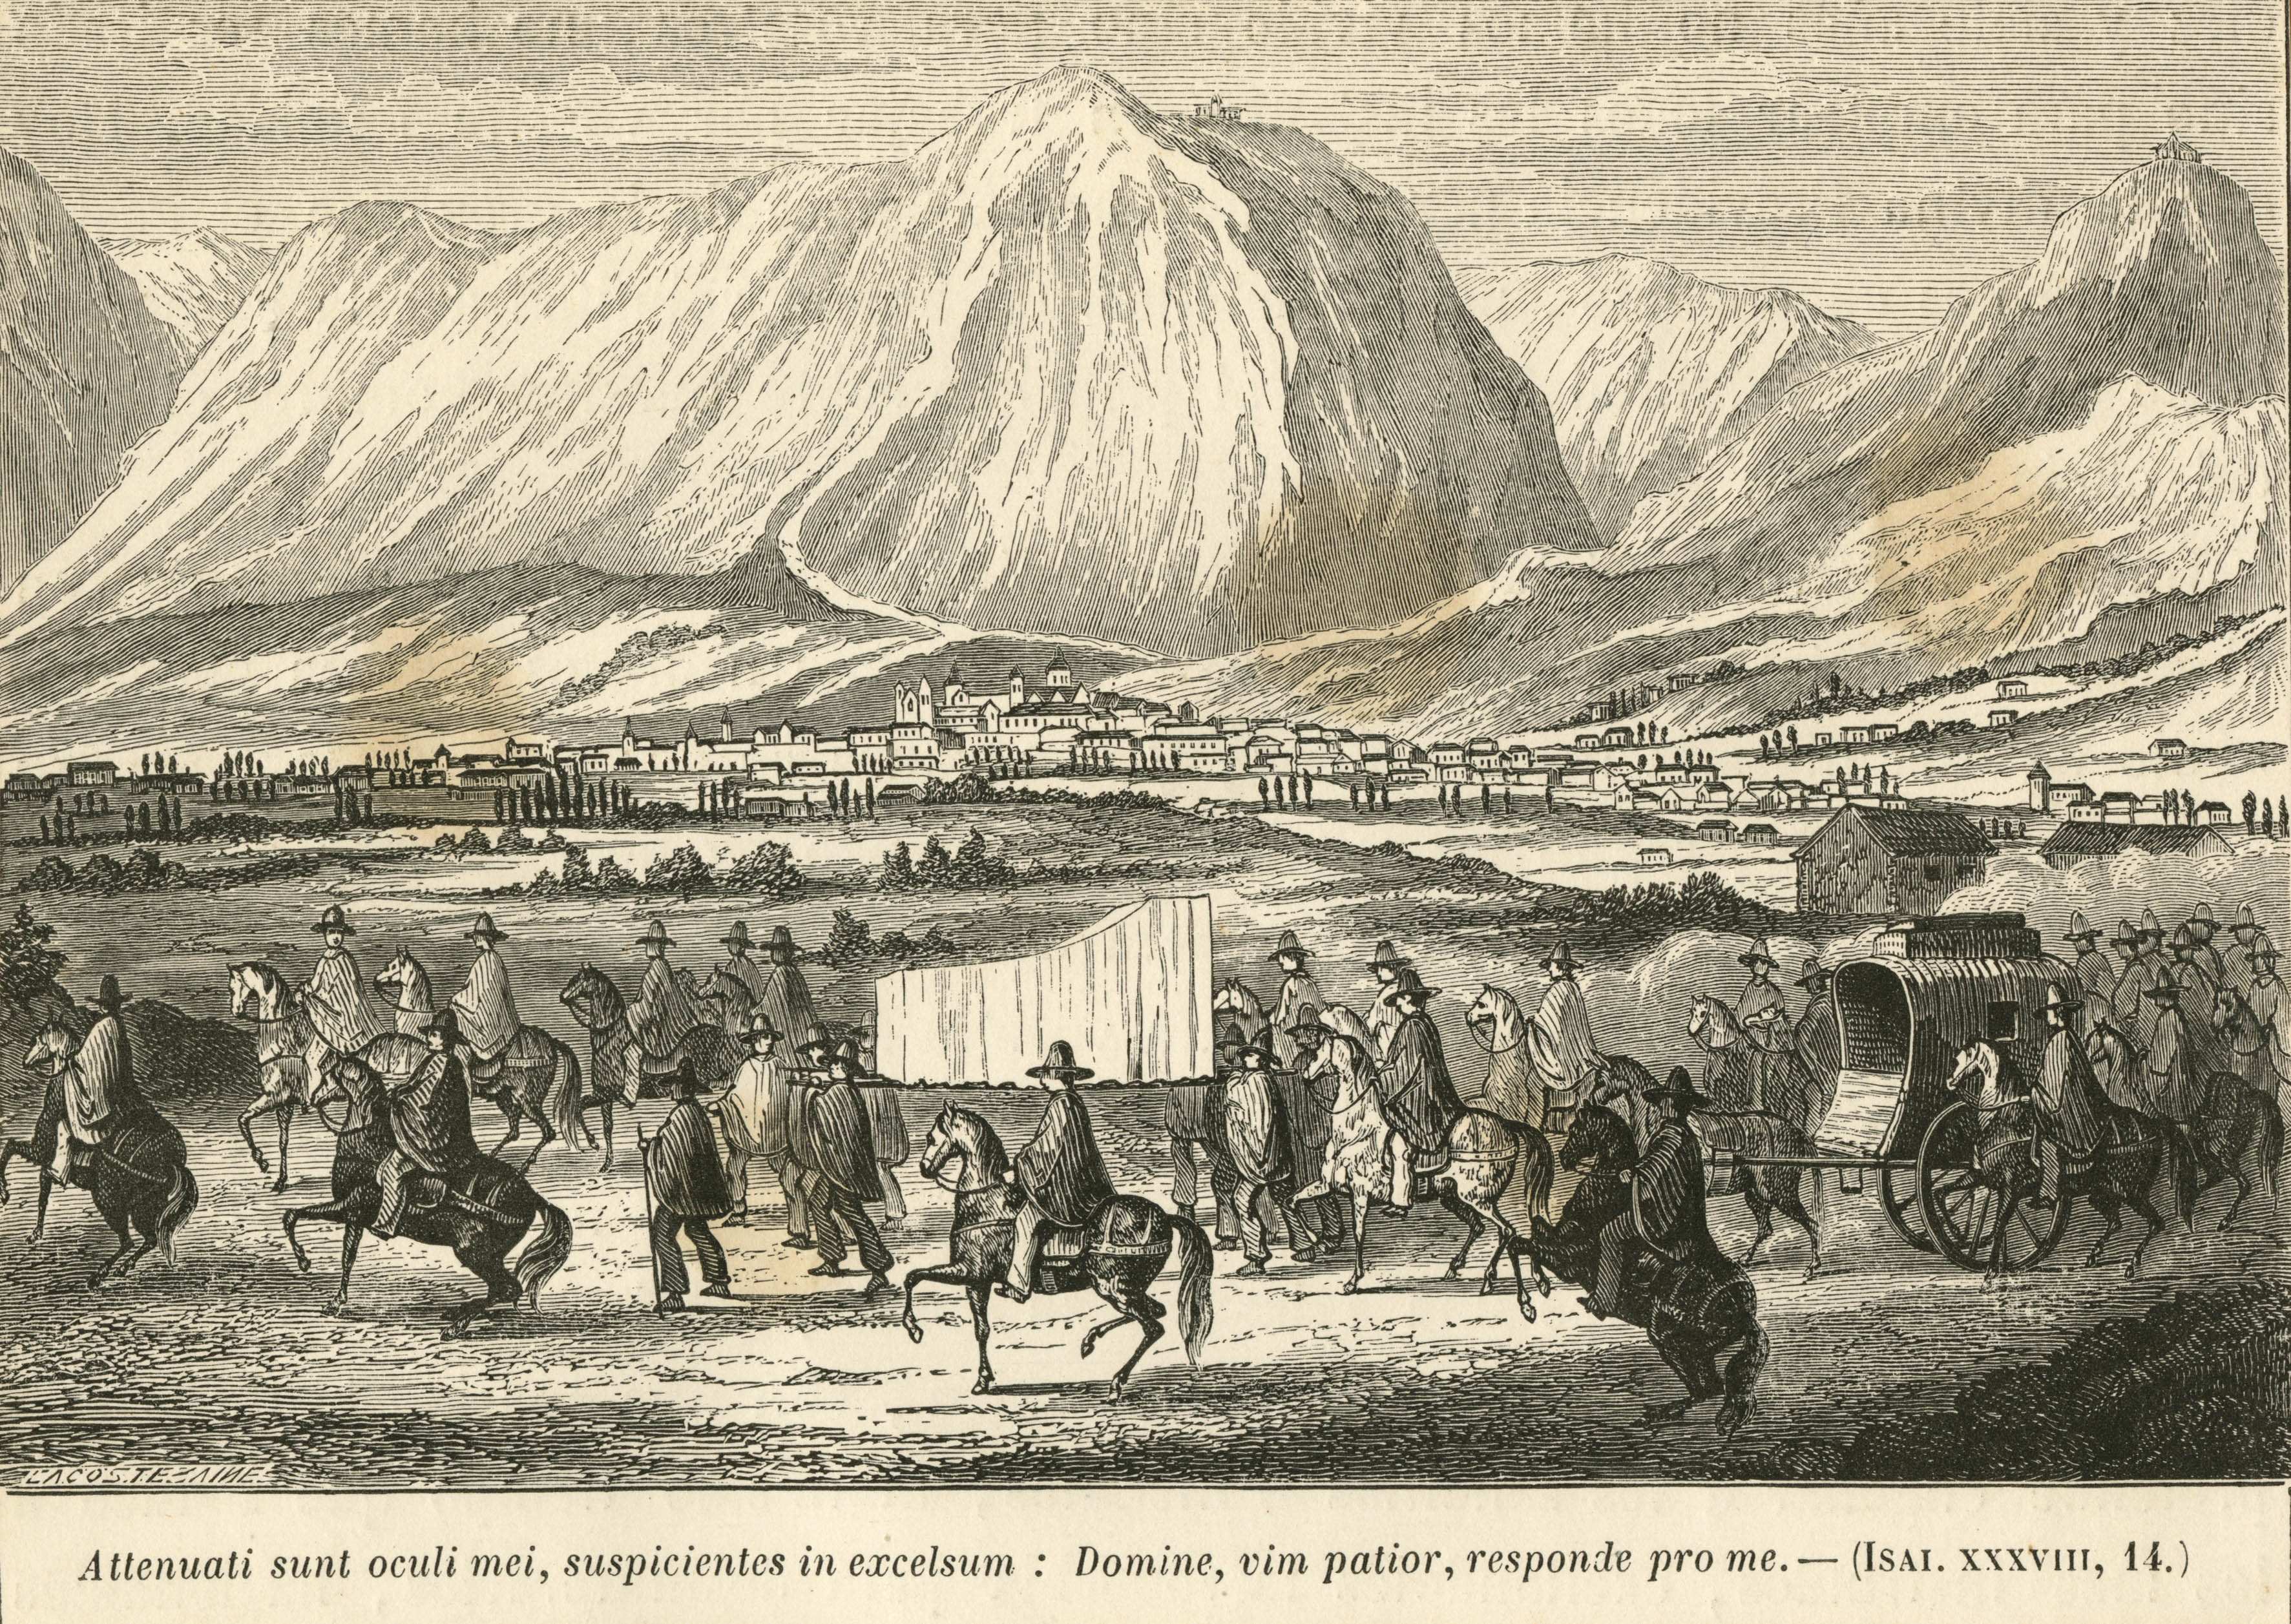 LACOSTE AINE
Attenuati sunt oculi mei, suspicientes in excelsum : Domine, vim patior, responde pro me. — (ISAI. XXXVIII, 14.)